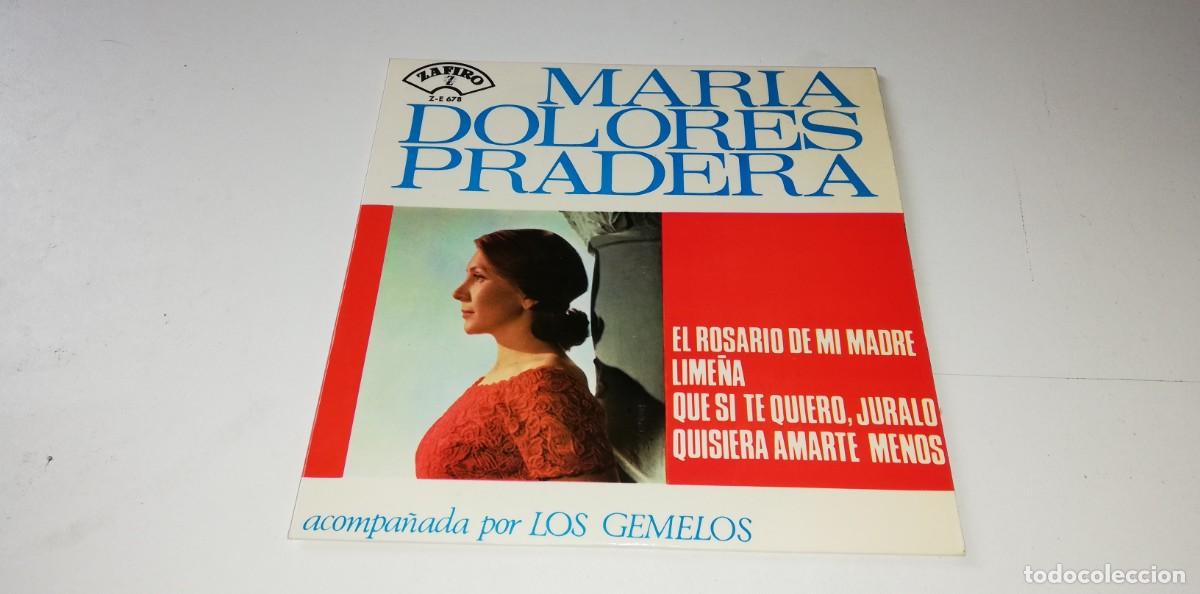 ZAFIRO
Z
Z-E 678
MARIA
DOLORES
PRADERA
EL ROSARIO DE MI MADRE
LIMEÑA
QUE SI TE QUIERO, JURALO
QUISIERA AMARTE MENOS
acompañada por LOS GEMELOS
todocoleccion